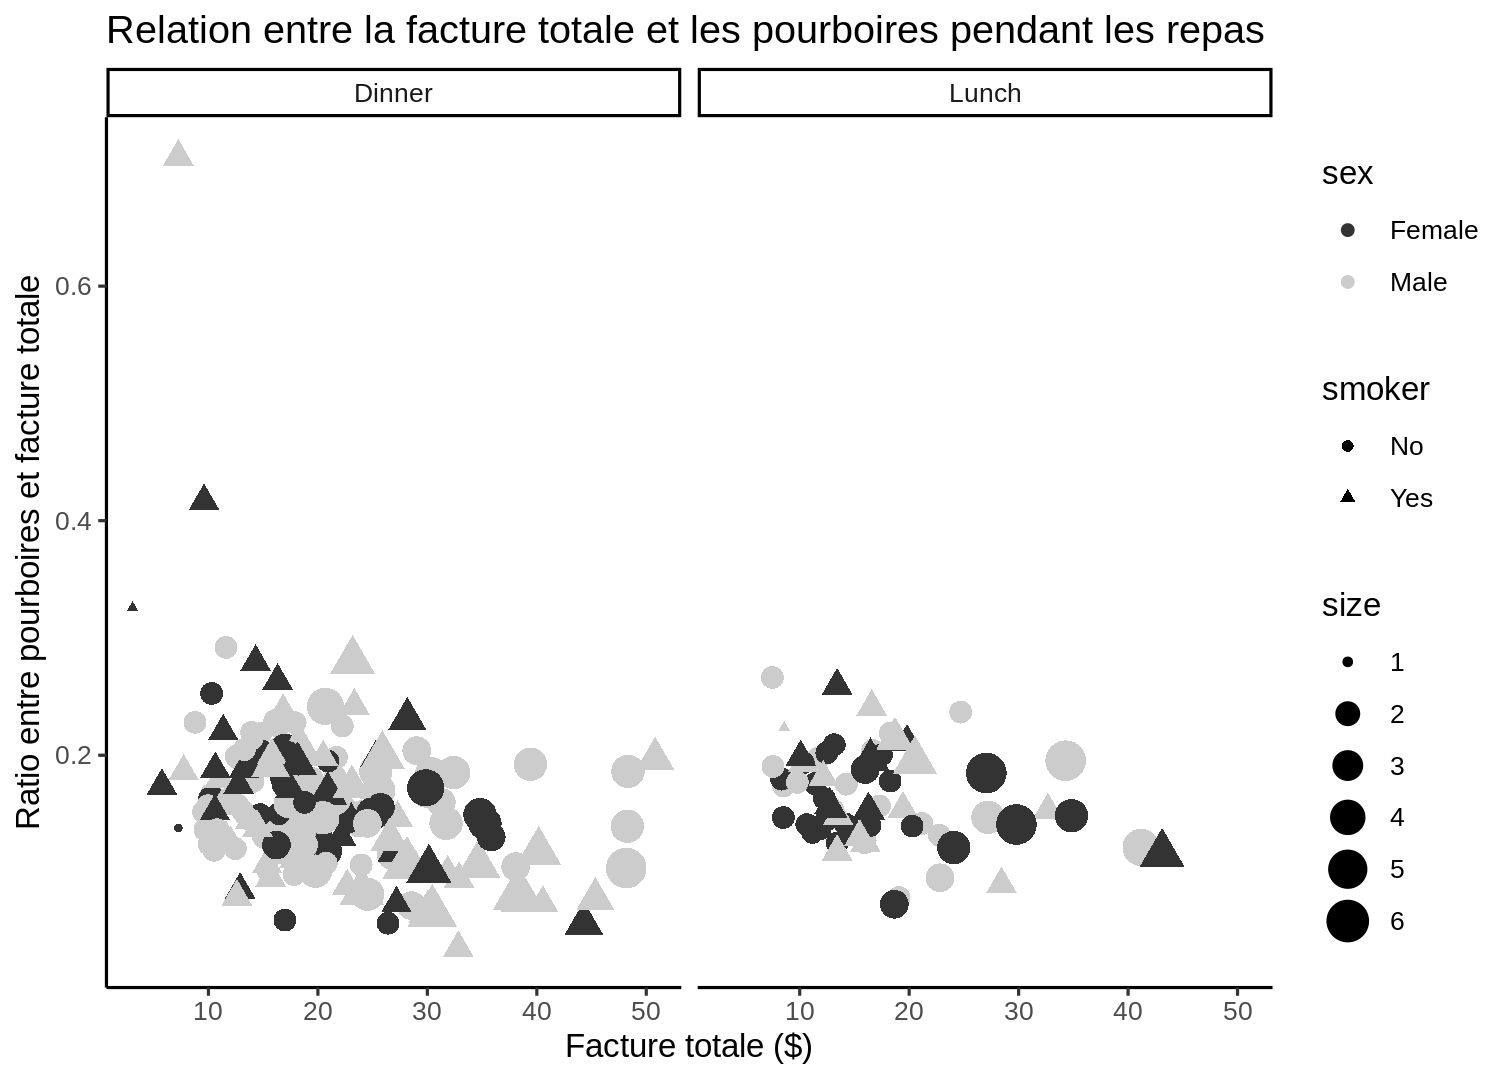 Relation entre la facture totale et les pourboires pendant les repas
Dinner
Lunch
Ratio entre pourboires et facture totale
0.6
0.4
0.2
10 20 30 40 50
10 20 30 40 50
Facture totale ($)
sex
Female
Male
smoker
No
Yes
size
1
2
3
4
5
6